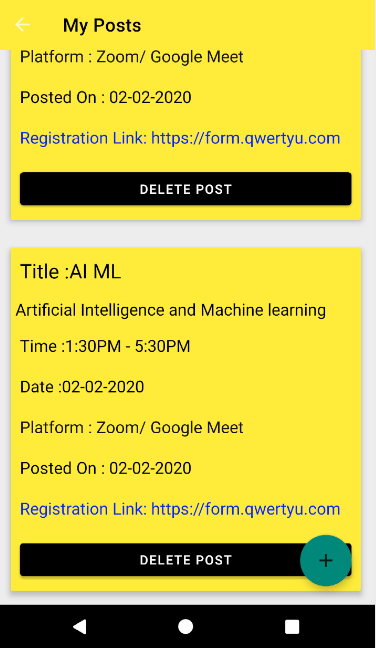 My Posts
Platform : Zoom/ Google Meet
Posted On : 02-02-2020
Registration Link: https://form.qwertyu.com
DELETE POST
Title :AI ML
Artificial Intelligence and Machine learning
Time :1:30PM - 5:30PM
Date :02-02-2020
Platform : Zoom/ Google Meet
Posted On : 02-02-2020
Registration Link: https://form.qwertyu.com
DELETE POST